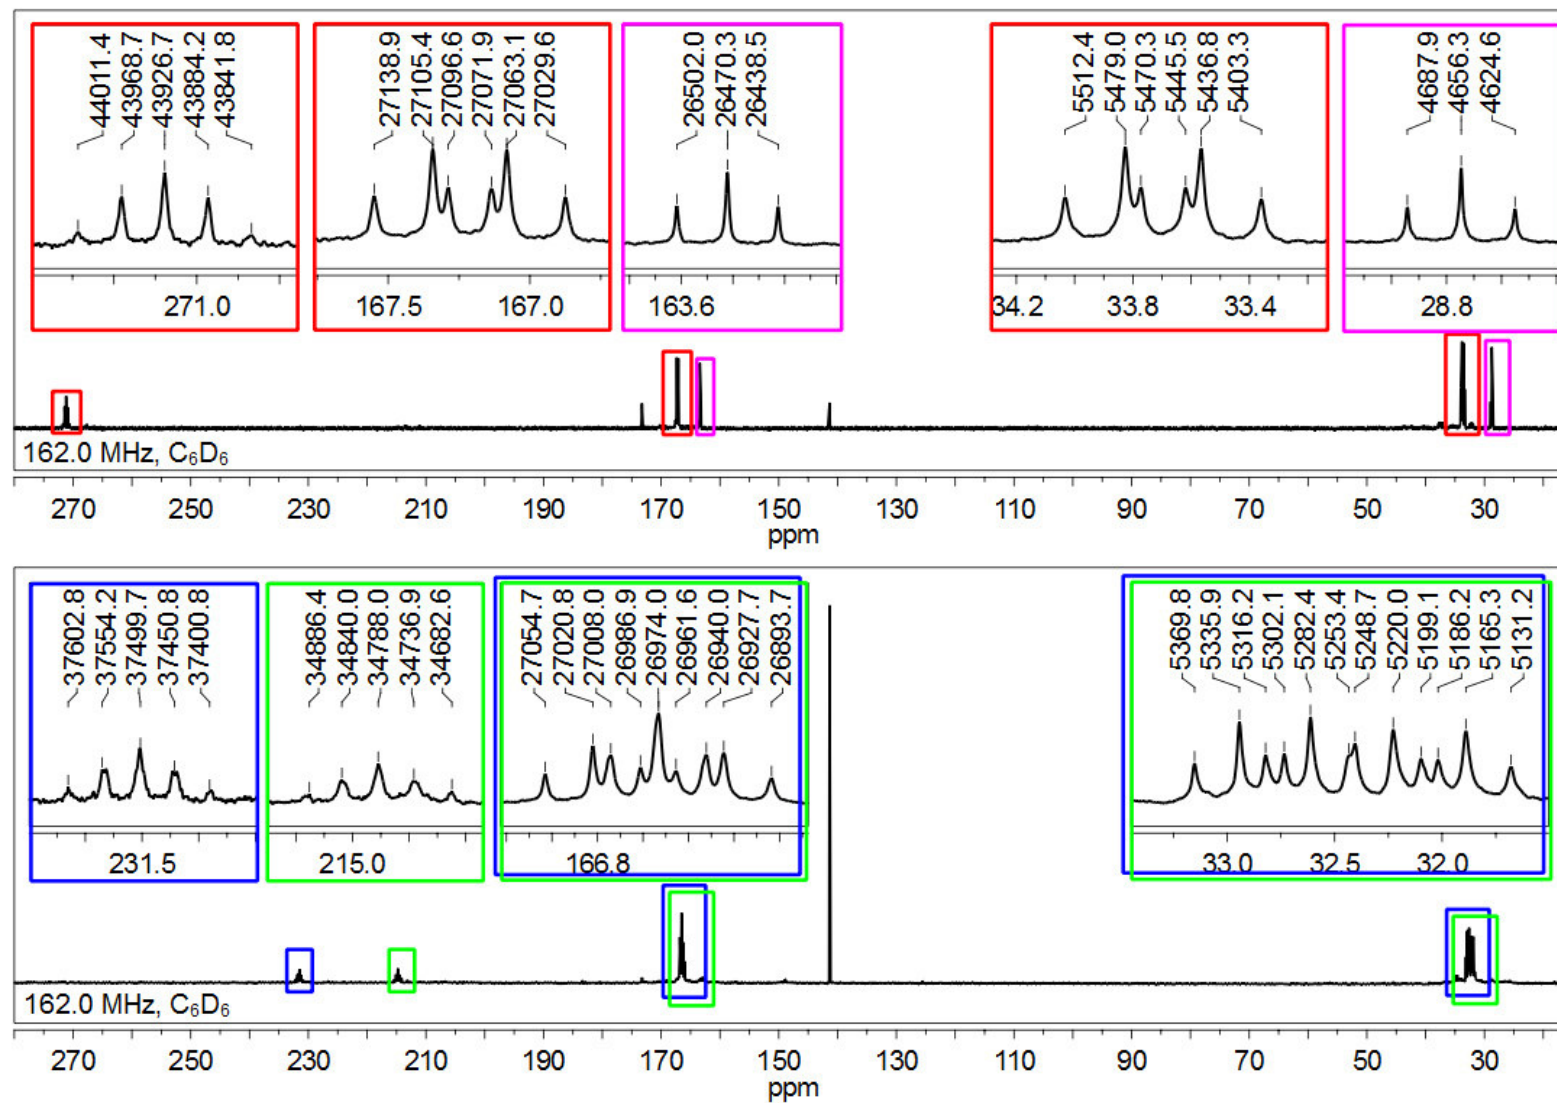 44011.4 43968.7 43926.7 43884.2 43841.8
27138.9 27105.4 27096.6 27071.9 27063.1 27029.6
26502.0 26470.3 26438.5
5512.4 5479.0 5470.3 5445.5 5436.8 5403.3
4687.9 4656.3 4624.6
271.0 167.5 167.0 163.6 34.2 33.8 33.4 28.8
162.0 MHz, C₆D₆
270 250 230 210 190 170 150 130 110 90 70 50 30
ppm
37602.8 37554.2 37499.7 37450.8 37400.8
34886.4 34840.0 34788.0 34736.9 34682.6
27054.7 27020.8 27008.0 26986.9 26974.0 26961.6 26940.0 26927.7 26893.7
5369.8 5335.9 5316.2 5302.1 5282.4 5253.4 5248.7 5220.0 5199.1 5186.2 5165.3 5131.2
231.5 215.0 166.8 33.0 32.5 32.0
162.0 MHz, C₆D₆
270 250 230 210 190 170 150 130 110 90 70 50 30
ppm